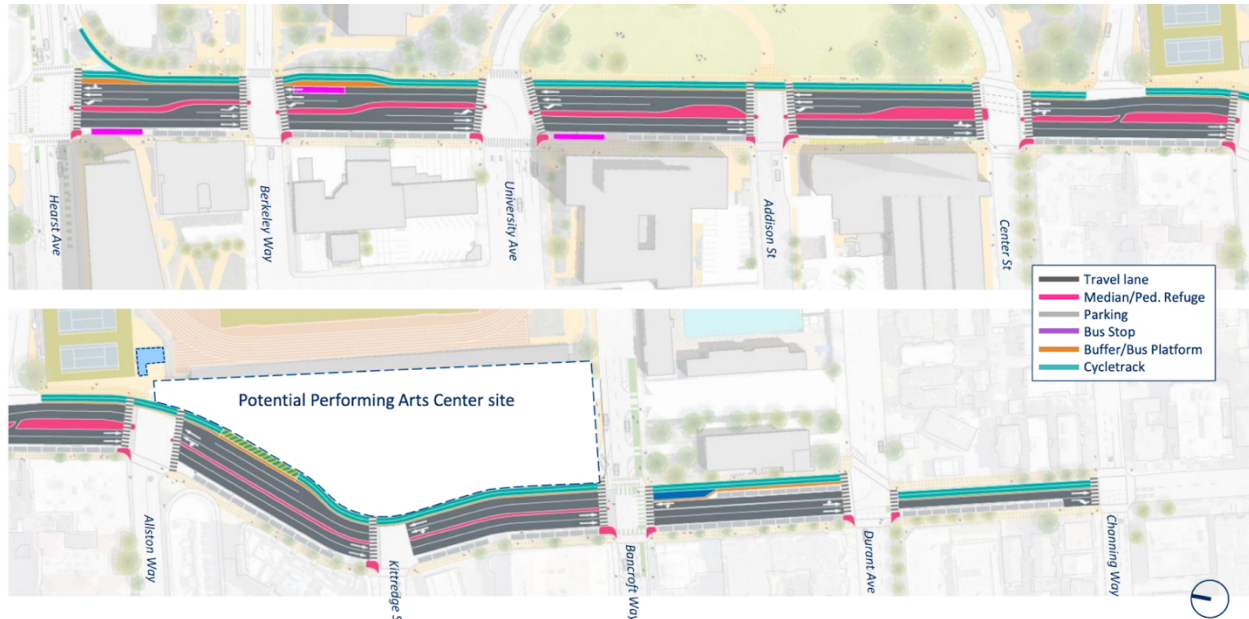 Hearst Ave
Berkeley Way
University Ave
Addison St
Center St
Travel lane
Median/Ped. Refuge
Parking
Bus Stop
Buffer/Bus Platform
Cycletrack
Potential Performing Arts Center site
Allston Way
Kittredge S
Bancroft Way
Durant Ave
Channing Way